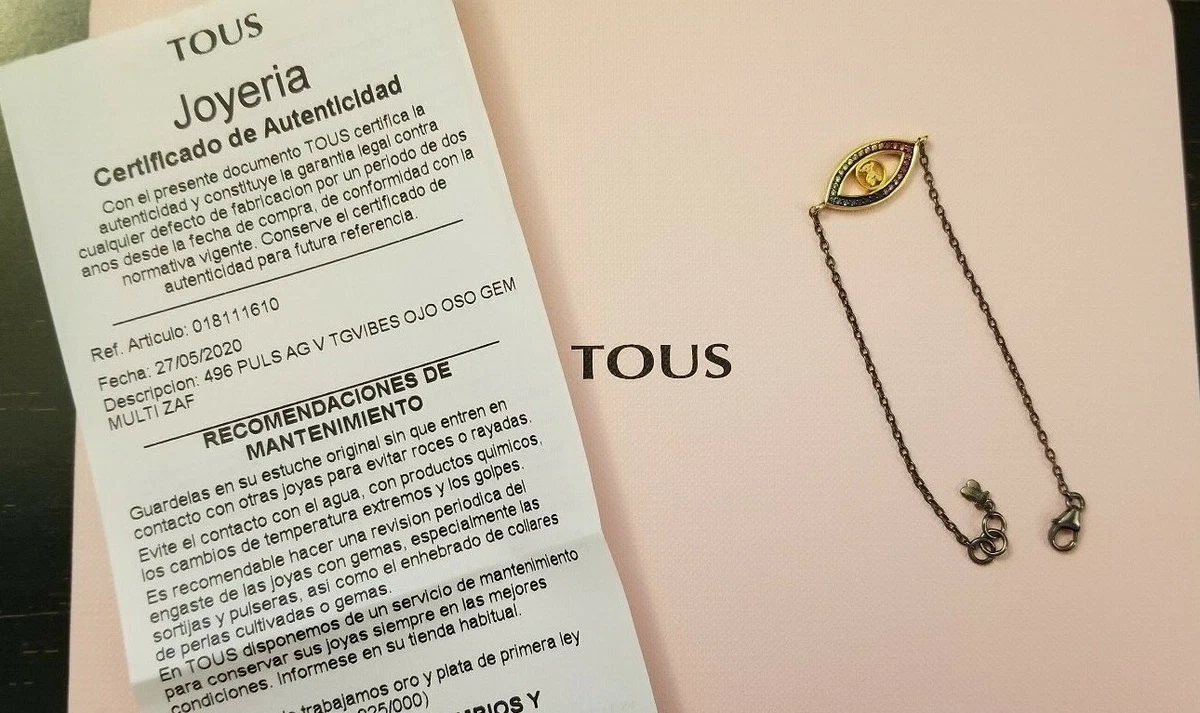 TOUS
Joyeria
Certificado de Autenticidad
Con el presente documento TOUS certifica la
autenticidad y constituye la garantia legal contra
cualquier defecto de fabricacion por un periodo de dos
anos desde la fecha de compra, de conformidad con la
normativa vigente. Conserve el certificado de
autenticidad para futura referencia.
Ref. Articulo: 018111610
Fecha: 27/05/2020
Descripcion: 496 PULS AG V TGVIBES OJO OSO GEM
MULTI ZAF
RECOMENDACIONES DE
MANTENIMIENTO
Guardelas en su estuche original sin que entren en
contacto con otras joyas para evitar roces o rayadas.
Evite el contacto con el agua, con productos quimicos,
los cambios de temperatura extremos y los golpes.
Es recomendable hacer una revision periodica del
engaste de las joyas con gemas, especialmente las
sortijas y pulseras, asi como el enhebrado de collares
de perlas cultivadas o gemas.
En TOUS disponemos de un servicio de mantenimiento
para conservar sus joyas siempre en las mejores
condiciones. Informese en su tienda habitual.
trabajamos oro y plata de primera ley
925/000)
Y
TOUS